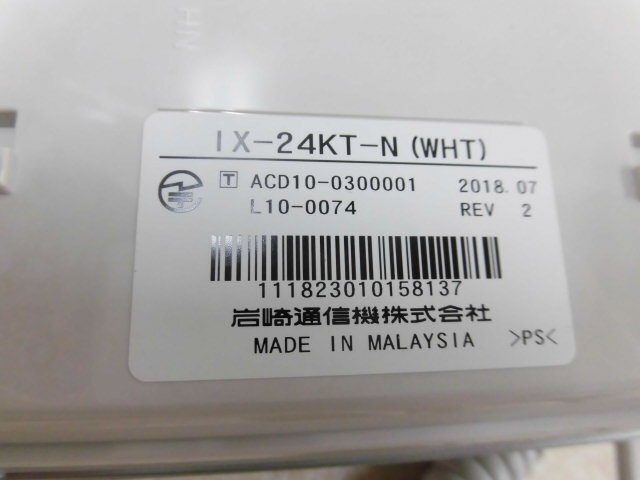 IX-24KT-N (WHT)
T ACD10-0300001 2018.07
L10-0074 REV 2
111823010158137
岩崎通信機株式会社
MADE IN MALAYSIA >PS<